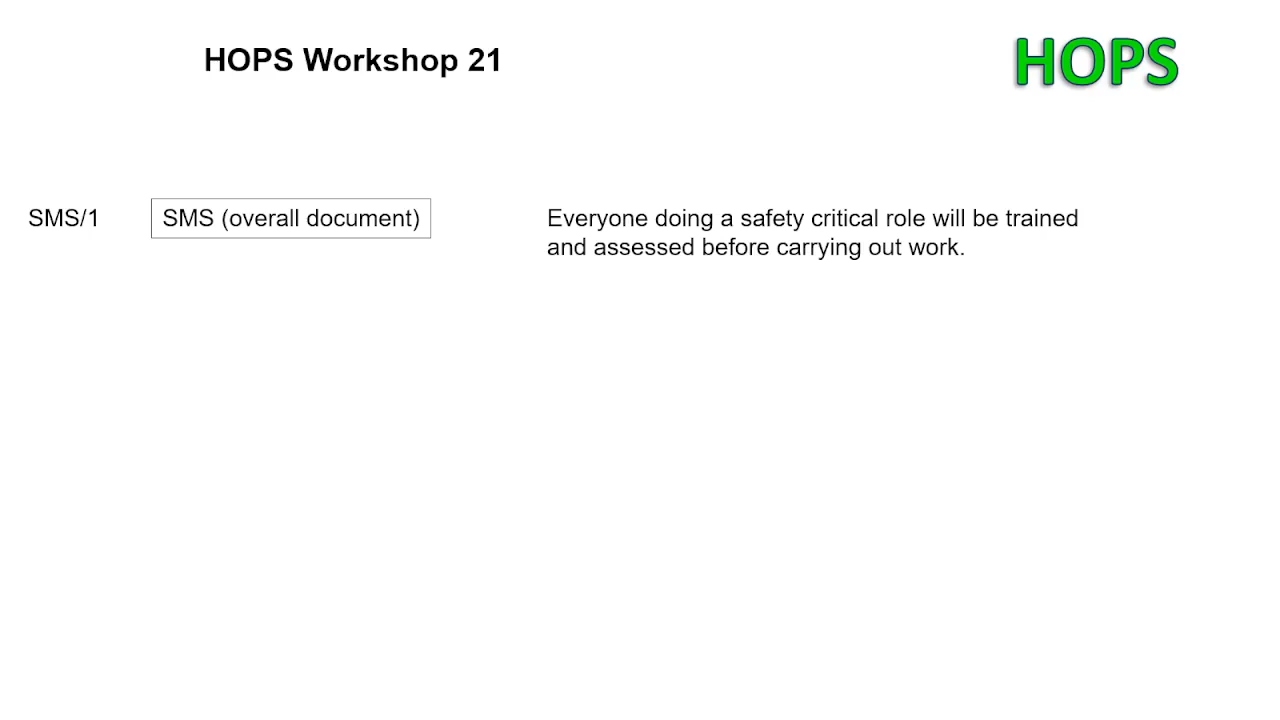 HOPS Workshop 21
HOPS
SMS/1
SMS (overall document)
Everyone doing a safety critical role will be trained
and assessed before carrying out work.